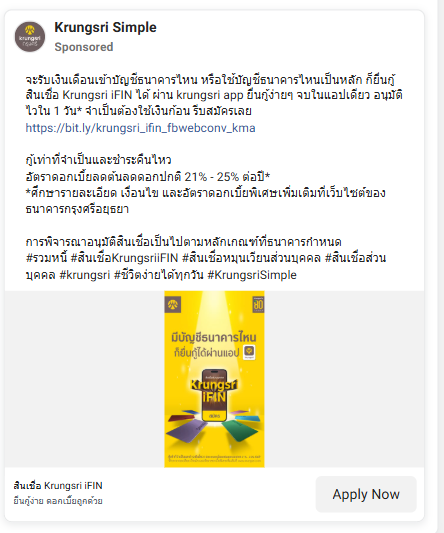 Krungsri Simple
Sponsored
จะรับเงินเดือนเข้าบัญชีธนาคารไหน หรือใช้บัญชีธนาคารไหนเป็นหลัก ก็ยื่นกู้
สินเชื่อ Krungsri iFIN ได้ ผ่าน krungsri app ยื่นกู้ง่ายๆ จบในแอปเดียว อนุมัติ
ไวใน 1 วัน* จำเป็นต้องใช้เงินก้อน รีบสมัครเลย
https://bit.ly/krungsri_ifin_fbwebconv_kma
กู้เท่าที่จำเป็นและชำระคืนไหว
อัตราดอกเบี้ยลดต้นลดดอกปกติ 21% - 25% ต่อปี*
*ศึกษารายละเอียด เงื่อนไข และอัตราดอกเบี้ยพิเศษเพิ่มเติมที่เว็บไซต์ของ
ธนาคารกรุงศรีอยุธยา
การพิจารณาอนุมัติสินเชื่อเป็นไปตามหลักเกณฑ์ที่ธนาคารกำหนด
#รวมหนี้ #สินเชื่อKrungsriiFIN #สินเชื่อหมุนเวียนส่วนบุคคล #สินเชื่อส่วน
บุคคล #krungsri #ชีวิตง่ายได้ทุกวัน #KrungsriSimple
มีบัญชีธนาคารไหน
ก็ยื่นกู้ได้ผ่านแอป
Krungsri
iFIN
สินเชื่อ Krungsri iFIN
ยื่นกู้ง่าย ดอกเบี้ยถูกด้วย
Apply Now